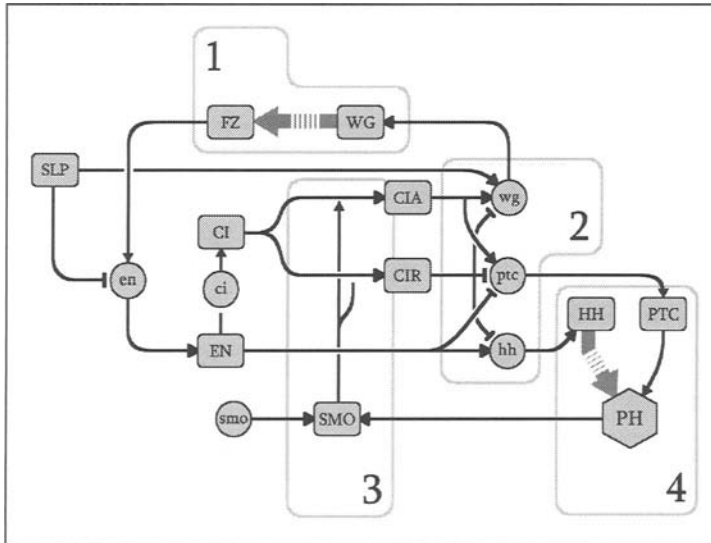 1
FZ
WG
SLP
CIA
wg
CI
2
en
ci
CIR
ptc
HH
PTC
EN
hh
smo
SMO
PH
3
4